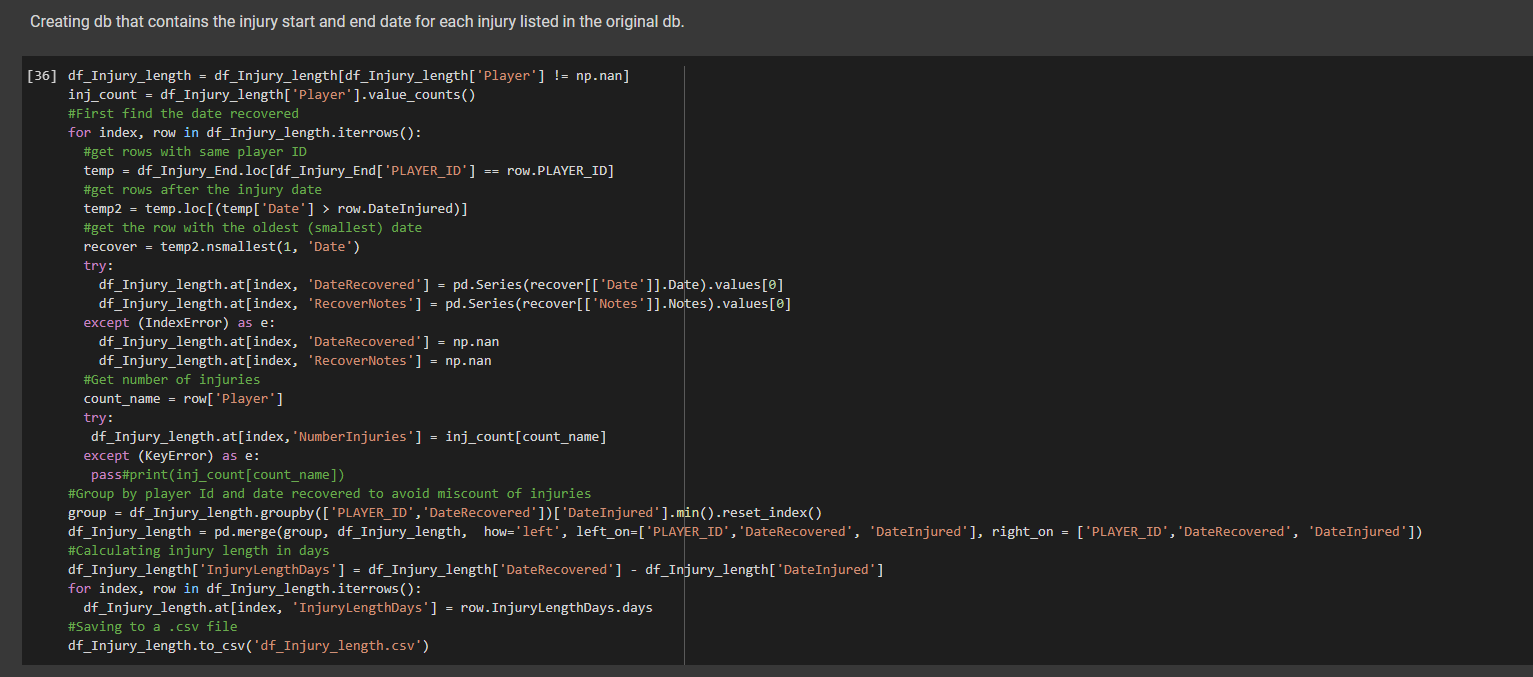 Creating db that contains the injury start and end date for each injury listed in the original db.
[36] df_Injury_length = df_Injury_length[df_Injury_length['Player'] != np.nan]
inj_count = df_Injury_length['Player'].value_counts()
#First find the date recovered
for index, row in df_Injury_length.iterrows():
  #get rows with same player ID
  temp = df_Injury_End.loc[df_Injury_End['PLAYER_ID'] == row.PLAYER_ID]
  #get rows after the injury date
  temp2 = temp.loc[(temp['Date'] > row.DateInjured)]
  #get the row with the oldest (smallest) date
  recover = temp2.nsmallest(1, 'Date')
  try:
    df_Injury_length.at[index, 'DateRecovered'] = pd.Series(recover[['Date']].Date).values[0]
    df_Injury_length.at[index, 'RecoverNotes'] = pd.Series(recover[['Notes']].Notes).values[0]
  except (IndexError) as e:
    df_Injury_length.at[index, 'DateRecovered'] = np.nan
    df_Injury_length.at[index, 'RecoverNotes'] = np.nan
  #Get number of injuries
  count_name = row['Player']
  try:
   df_Injury_length.at[index,'NumberInjuries'] = inj_count[count_name]
  except (KeyError) as e:
   pass#print(inj_count[count_name])
#Group by player Id and date recovered to avoid miscount of injuries
group = df_Injury_length.groupby(['PLAYER_ID','DateRecovered'])['DateInjured'].min().reset_index()
df_Injury_length = pd.merge(group, df_Injury_length,  how='left', left_on=['PLAYER_ID','DateRecovered', 'DateInjured'], right_on = ['PLAYER_ID','DateRecovered', 'DateInjured'])
#Calculating injury length in days
df_Injury_length['InjuryLengthDays'] = df_Injury_length['DateRecovered'] - df_Injury_length['DateInjured']
for index, row in df_Injury_length.iterrows():
  df_Injury_length.at[index, 'InjuryLengthDays'] = row.InjuryLengthDays.days
#Saving to a .csv file
df_Injury_length.to_csv('df_Injury_length.csv')